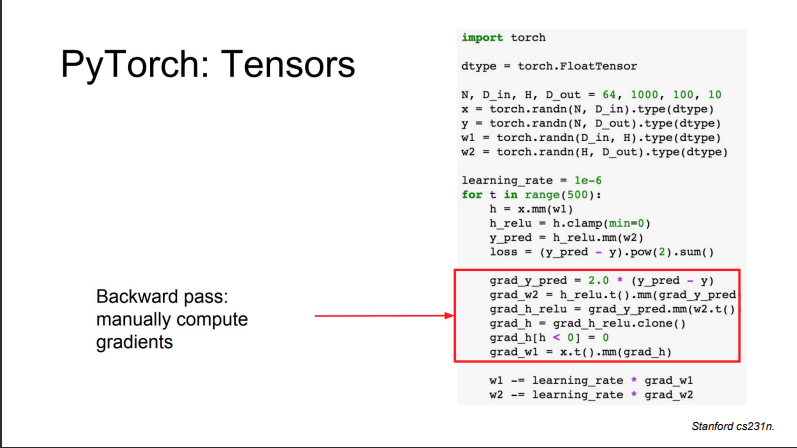 PyTorch: Tensors
import torch
dtype = torch.FloatTensor
N, D_in, H, D_out = 64, 1000, 100, 10
x = torch.randn(N, D_in).type(dtype)
y = torch.randn(N, D_out).type(dtype)
w1 = torch.randn(D_in, H).type(dtype)
w2 = torch.randn(H, D_out).type(dtype)
learning_rate = 1e-6
for t in range(500):
    h = x.mm(w1)
    h_relu = h.clamp(min=0)
    y_pred = h_relu.mm(w2)
    loss = (y_pred - y).pow(2).sum()
    grad_y_pred = 2.0 * (y_pred - y)
    grad_w2 = h_relu.t().mm(grad_y_pred
    grad_h_relu = grad_y_pred.mm(w2.t()
    grad_h = grad_h_relu.clone()
    grad_h[h < 0] = 0
    grad_w1 = x.t().mm(grad_h)
    w1 -= learning_rate * grad_w1
    w2 -= learning_rate * grad_w2
Backward pass:
manually compute
gradients
Stanford cs231n.